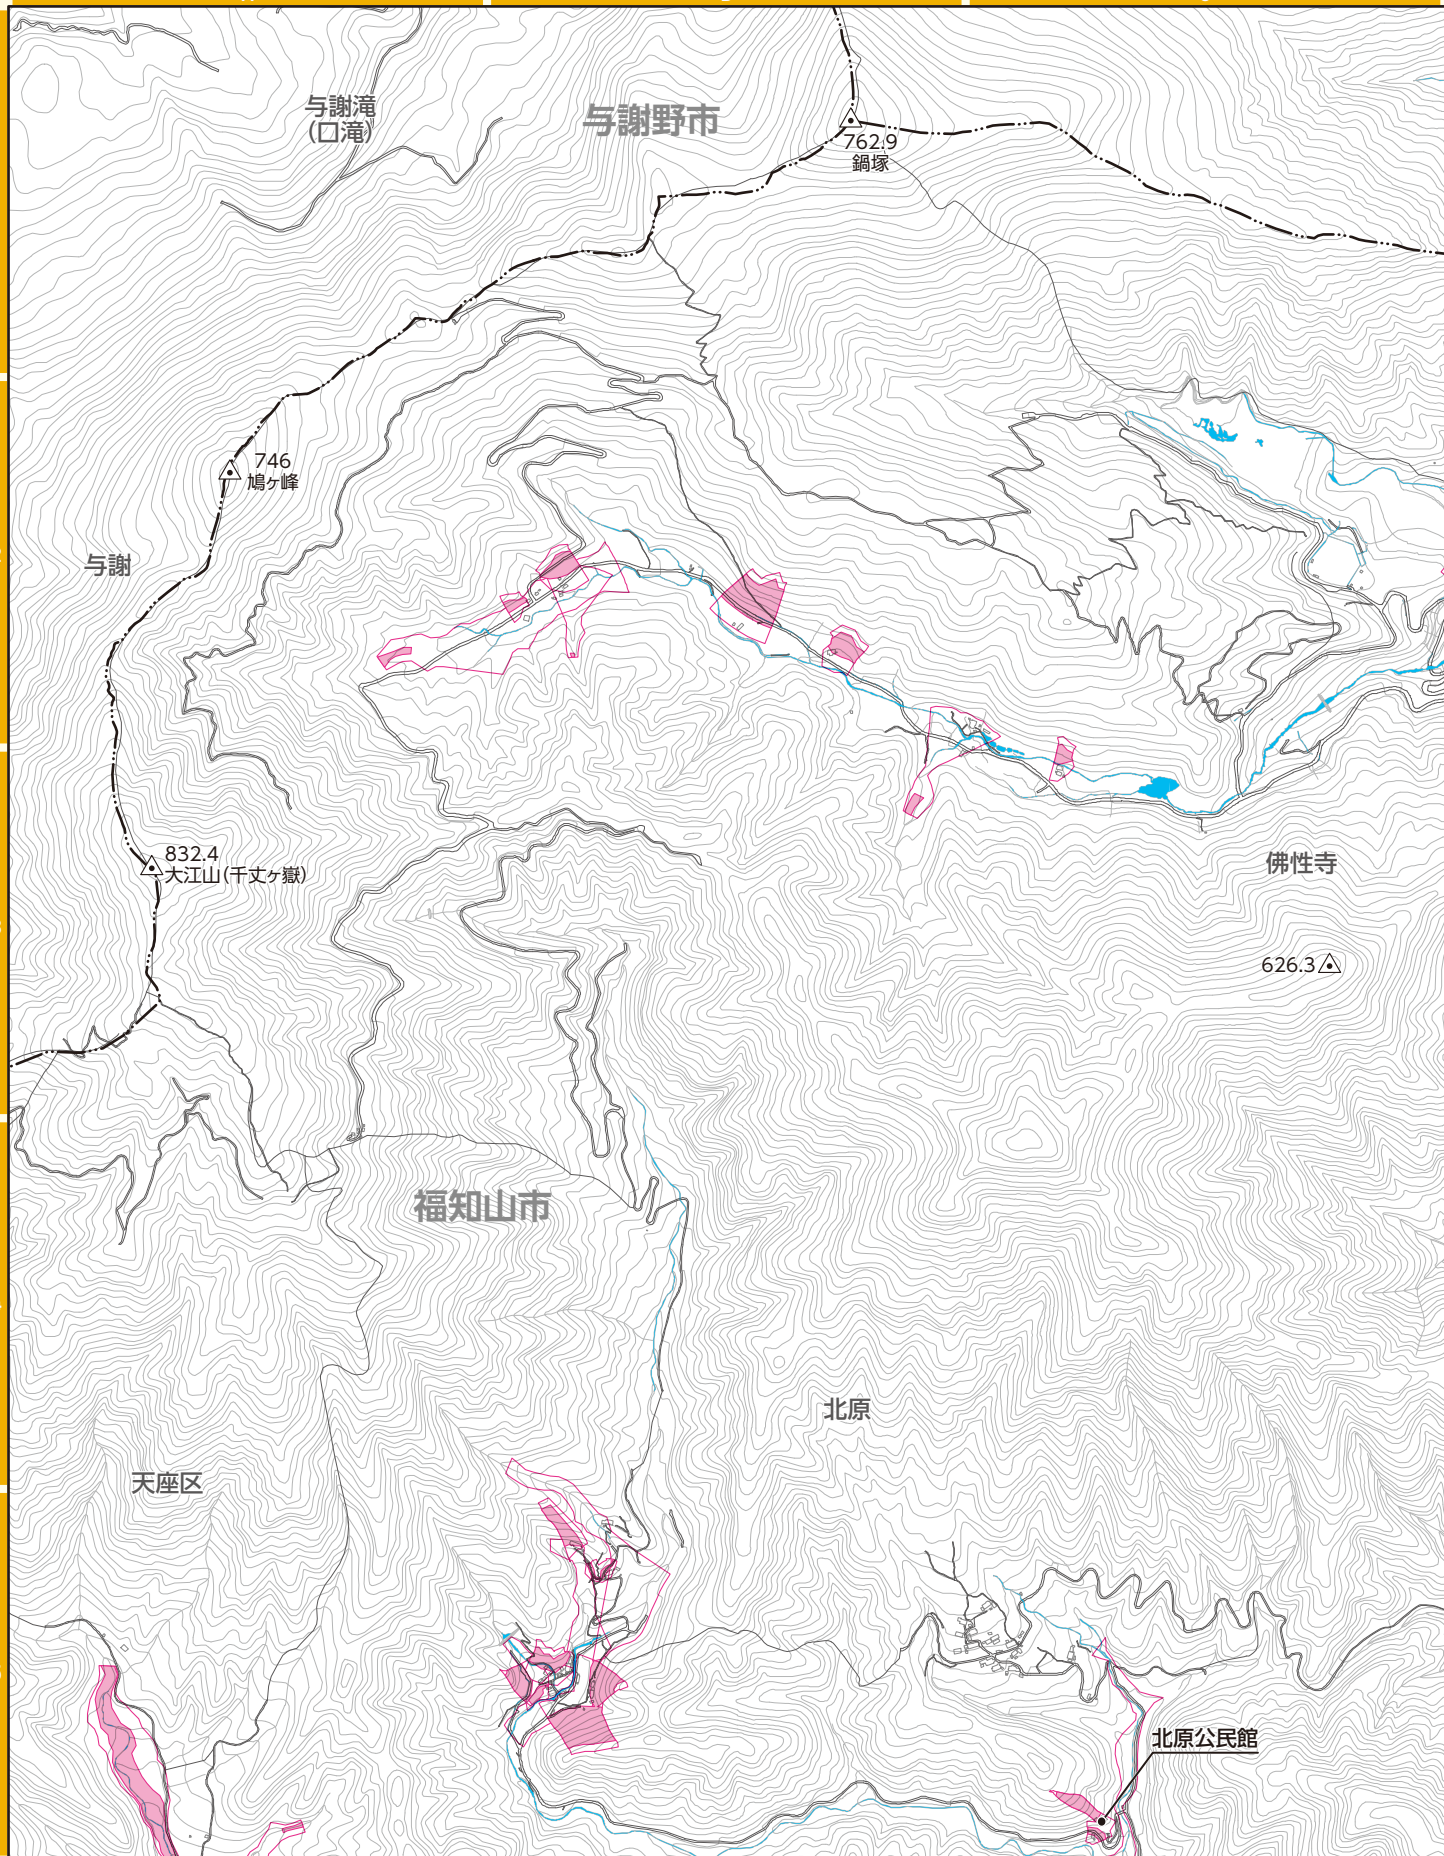 与謝滝
(口滝)
与謝野市
762.9
鍋塚
746
鳩ヶ峰
与謝
832.4
大江山(千丈ヶ嶽)
佛性寺
626.3
福知山市
北原
天座区
北原公民館